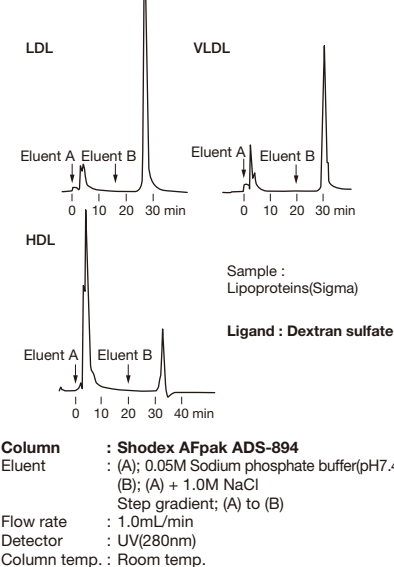 LDL
VLDL
Eluent A Eluent B
Eluent A Eluent B
0 10 20 30 min
0 10 20 30 min
HDL
Sample :
Lipoproteins(Sigma)
Ligand : Dextran sulfate
Eluent A Eluent B
0 10 20 30 40 min
Column : Shodex AFpak ADS-894
Eluent : (A); 0.05M Sodium phosphate buffer(pH7.4
(B); (A) + 1.0M NaCl
Step gradient; (A) to (B)
Flow rate : 1.0mL/min
Detector : UV(280nm)
Column temp. : Room temp.